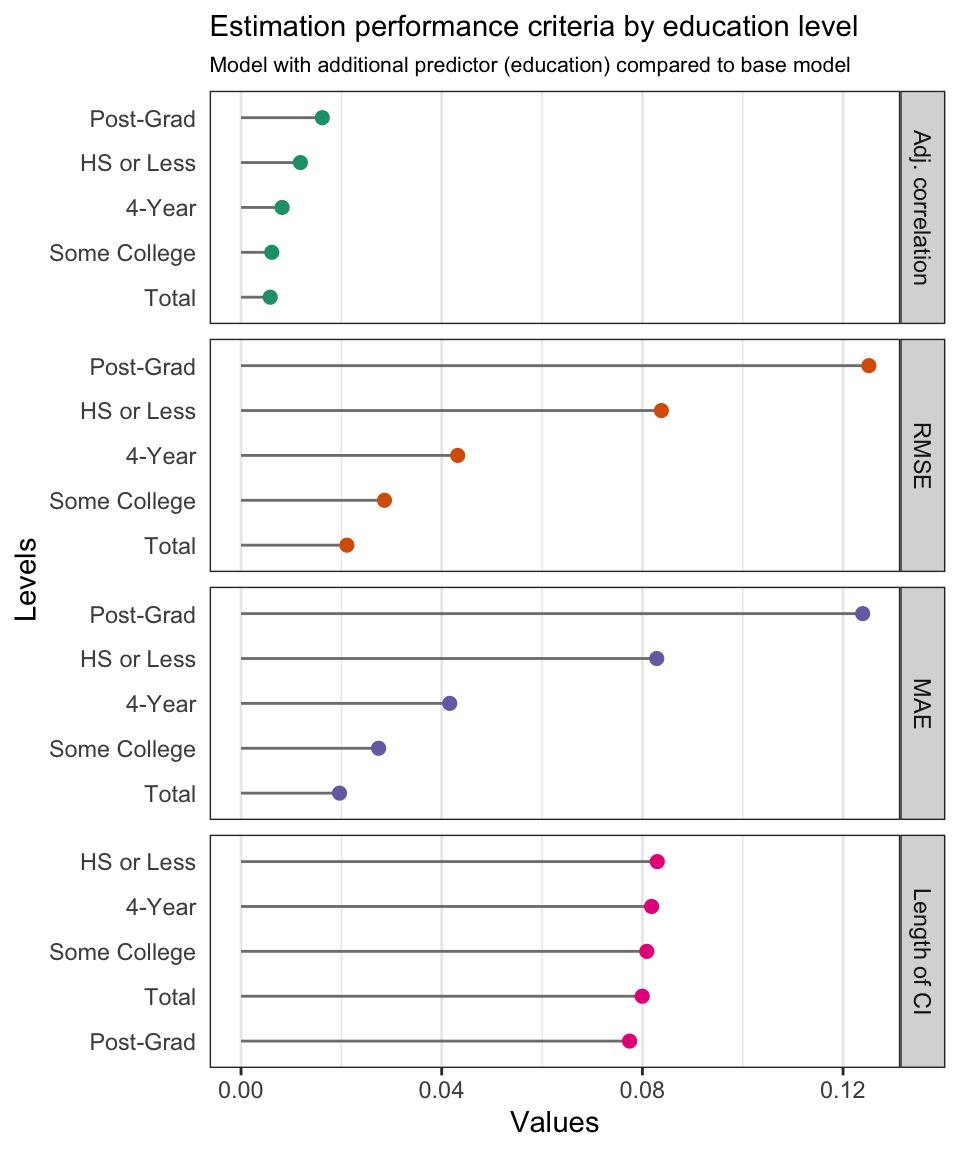 Estimation performance criteria by education level
Model with additional predictor (education) compared to base model
Post-Grad
HS or Less
4-Year
Some College
Total
Adj. correlation
Post-Grad
HS or Less
4-Year
Some College
Total
RMSE
Levels
Post-Grad
HS or Less
4-Year
Some College
Total
MAE
HS or Less
4-Year
Some College
Total
Post-Grad
Length of CI
0.00 0.04 0.08 0.12
Values